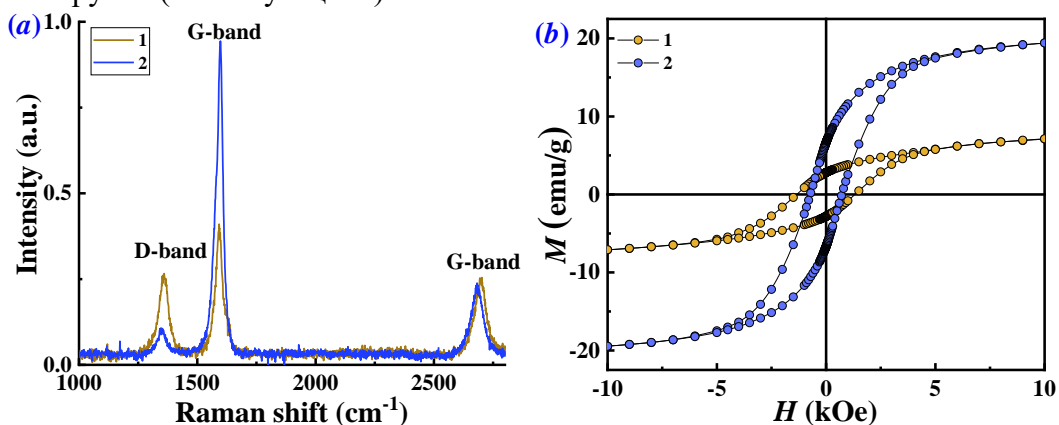 (a)
1.0
G-band
1
2
Intensity (a.u.)
0.5
D-band
G-band
0.0
1000 1500 2000 2500
Raman shift (cm⁻¹)
(b)
20
1
2
10
M (emu/g)
0
-10
-20
-10 -5 0 5 10
H (kOe)